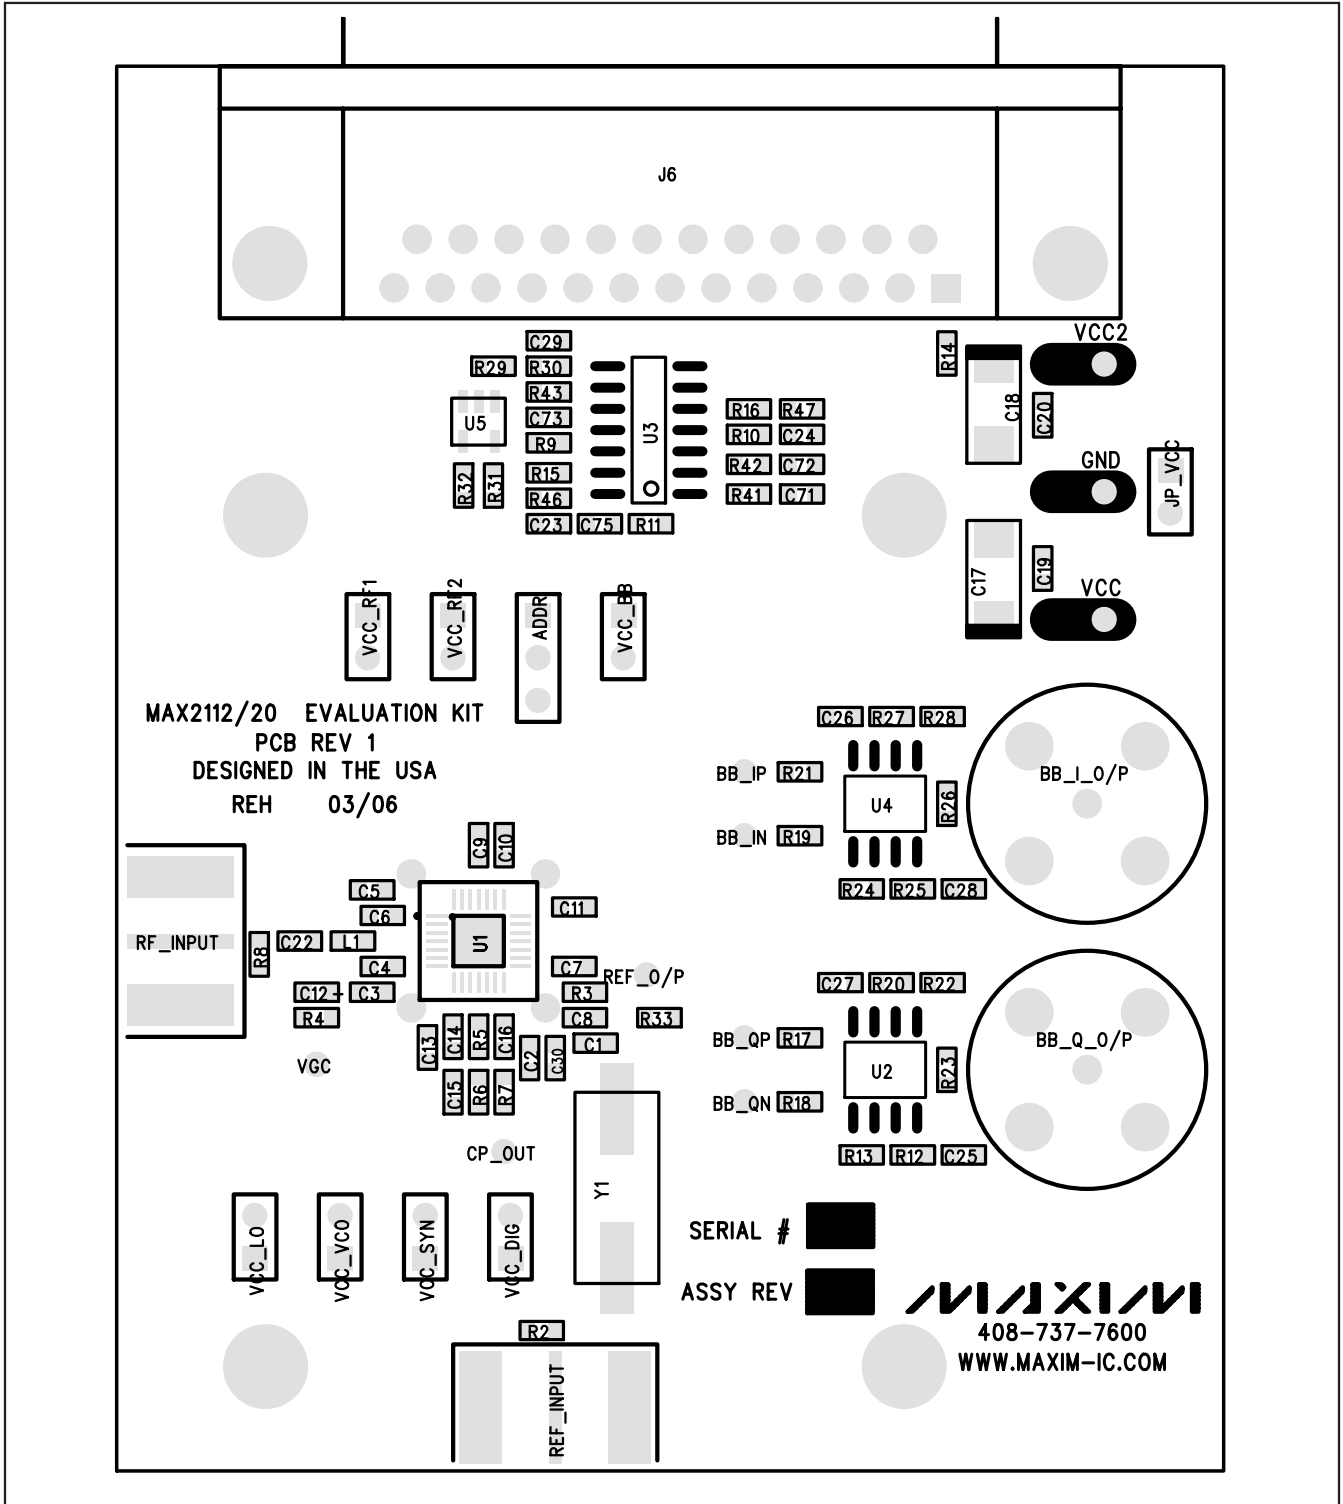 J6
VCC2
C29
R14
R29 R30
R43
C18
C20
U5
C73
R16 R47
U3
R9
R10 C24
GND
JP_VCC
R42 C72
R32
R31
R15
R41 C71
R46
C23 C75 R11
C17
C19
VCC
VCC_RF1
VCC_RF2
ADDR
VCC_BB
MAX2112/20 EVALUATION KIT
PCB REV 1
DESIGNED IN THE USA
REH 03/06
C26 R27 R28
BB_IP R21
BB_I_O/P
U4
R26
BB_IN R19
R24 R25 C28
C9
C10
C5
C6
C11
RF_INPUT
R8
C22
L1
U1
C4
C7
REF_O/P
C12+
C3
R3
R4
C8
R33
C13
C14
R5
C16
C2
C30
C1
VGC
C15
R6
R7
C27 R20 R22
BB_QP R17
BB_Q_O/P
U2
R23
BB_QN R18
R13 R12 C25
CP_OUT
Y1
VCC_LO
VCC_VCO
VCC_SYN
VCC_DIG
SERIAL #
ASSY REV
MAXIM
408-737-7600
WWW.MAXIM-IC.COM
R2
REF_INPUT